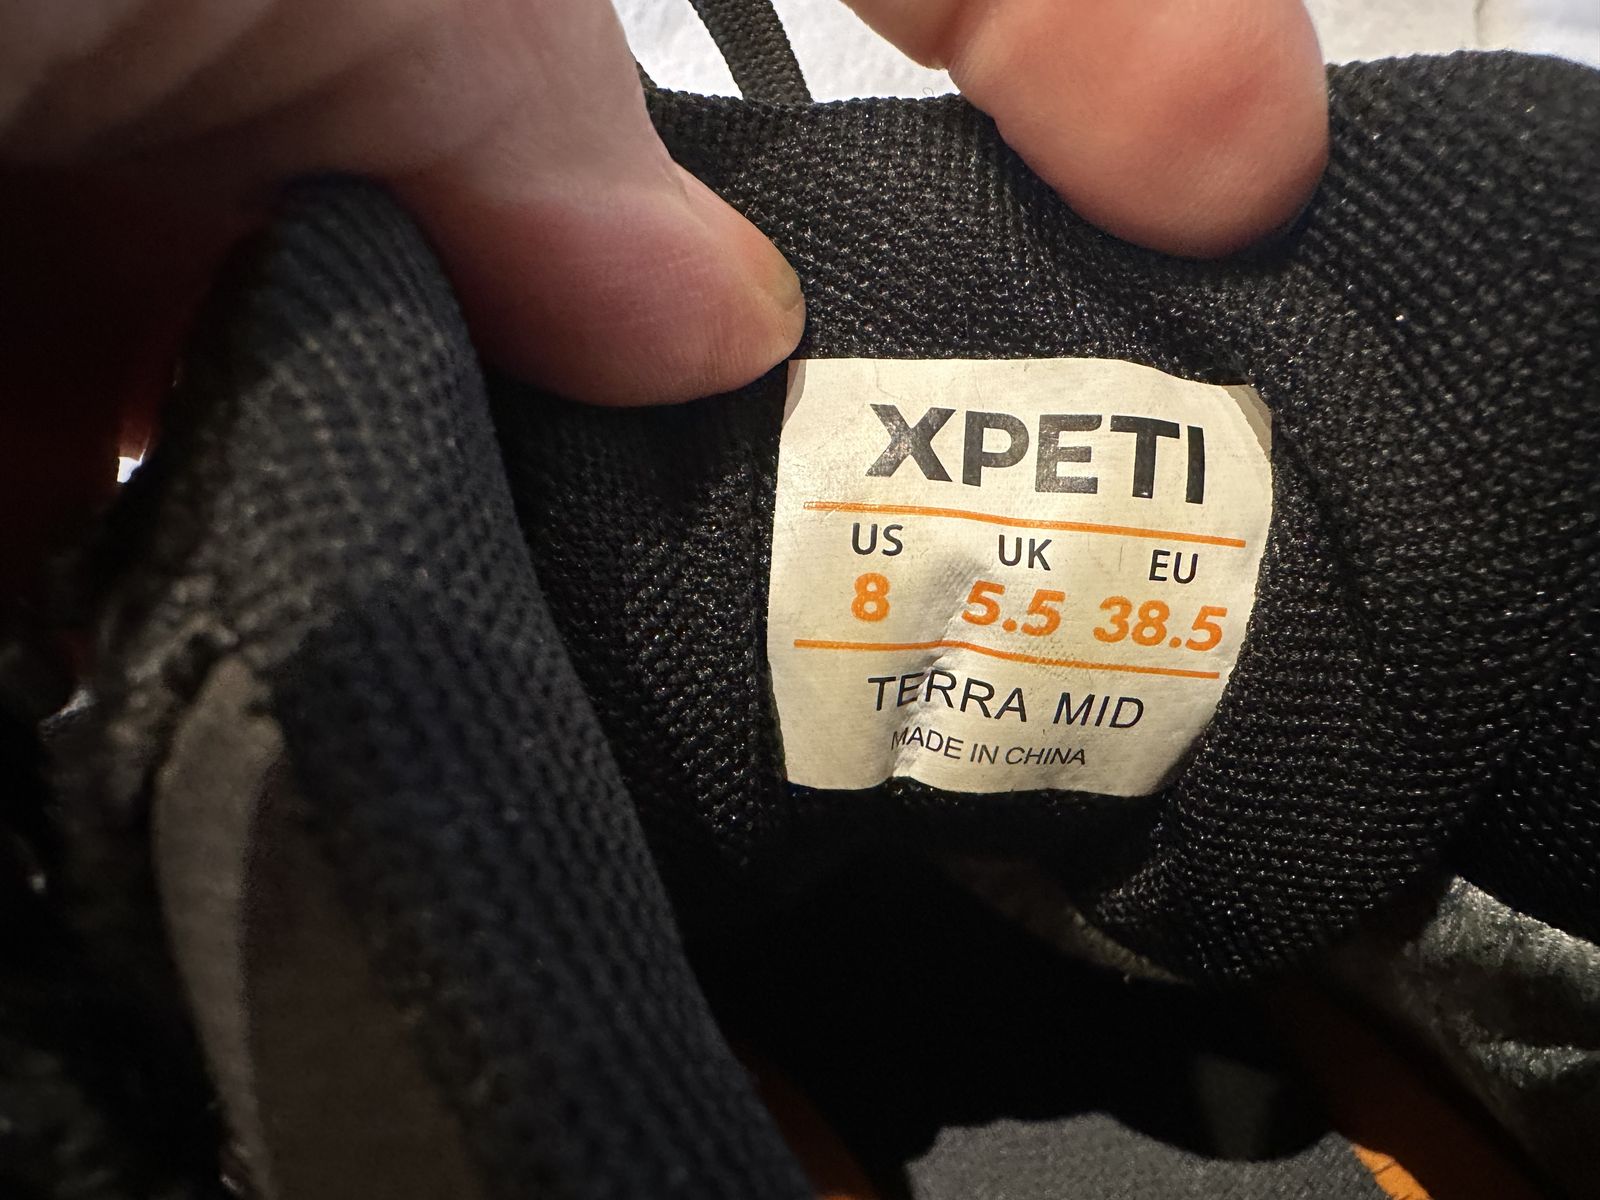 XPETI
US UK EU
8 5.5 38.5
TERRA MID
MADE IN CHINA